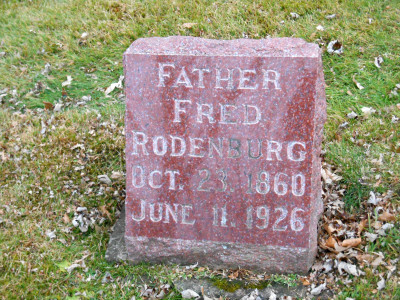 FATHER
FRED
RODENBURG
OCT. 23. 1860
JUNE 11. 1926